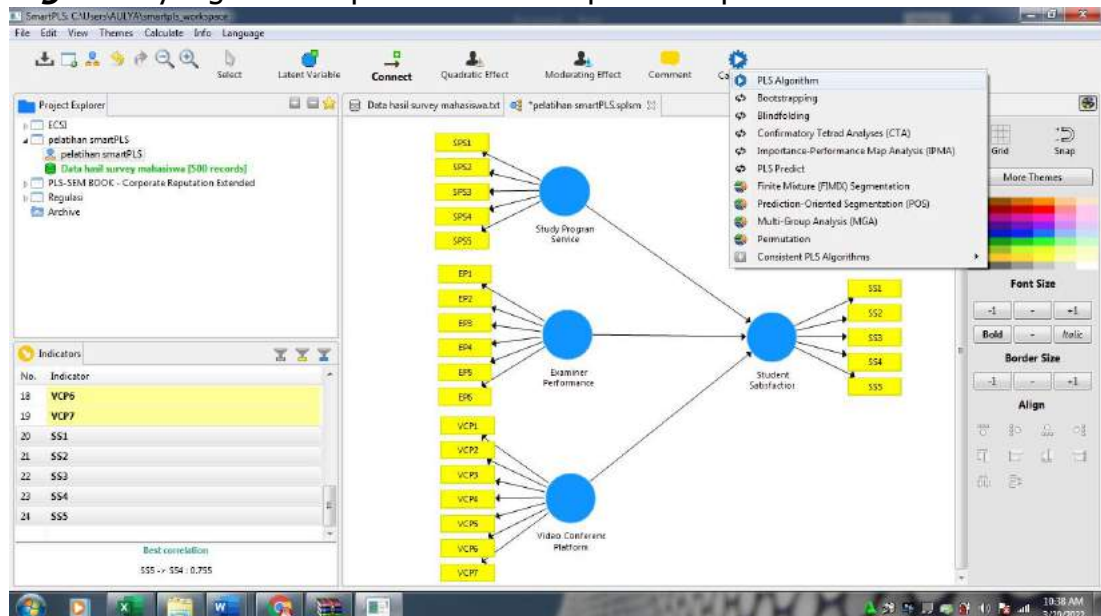 SmartPLS: C:\Users\AULYA\smartpls_workspace
File Edit View Themes Calculate Info Language
Select Latent Variable Connect Quadratic Effect Moderating Effect Comment
PLS Algorithm
Bootstrapping
Blindfolding
Confirmatory Tetrad Analyses (CTA)
Importance-Performance Map Analysis (IPMA)
PLS Predict
Finite Mixture (FIMIX) Segmentation
Prediction-Oriented Segmentation (POS)
Multi-Group Analysis (MGA)
Permutation
Consistent PLS Algorithms
Project Explorer
ECSI
pelatihan smartPLS
pelatihan smartPLS
Data hasil survey mahasiswa [500 records]
PLS-SEM BOOK - Corporate Reputation Extended
Regulasi
Archive
Indicators
No. Indicator
18 VCP6
19 VCP7
20 SS1
21 SS2
22 SS3
23 SS4
24 SS5
Best correlation
SS5 -> SS4 : 0.755
Data hasil survey mahasiswa.txt
*pelatihan smartPLS.splsm
SPS1
SPS2
SPS3
SPS4
SPS5
Study Program
Service
EP1
EP2
EP3
EP4
EP5
EP6
Examiner
Performance
VCP1
VCP2
VCP3
VCP4
VCP5
VCP6
VCP7
Video Conferenc
Platform
Student
Satisfaction
SS1
SS2
SS3
SS4
SS5
Grid Snap
More Themes
Font Size
-1 - +1
Bold - Italic
Border Size
-1 - +1
Align
10:38 AM
3/29/2022